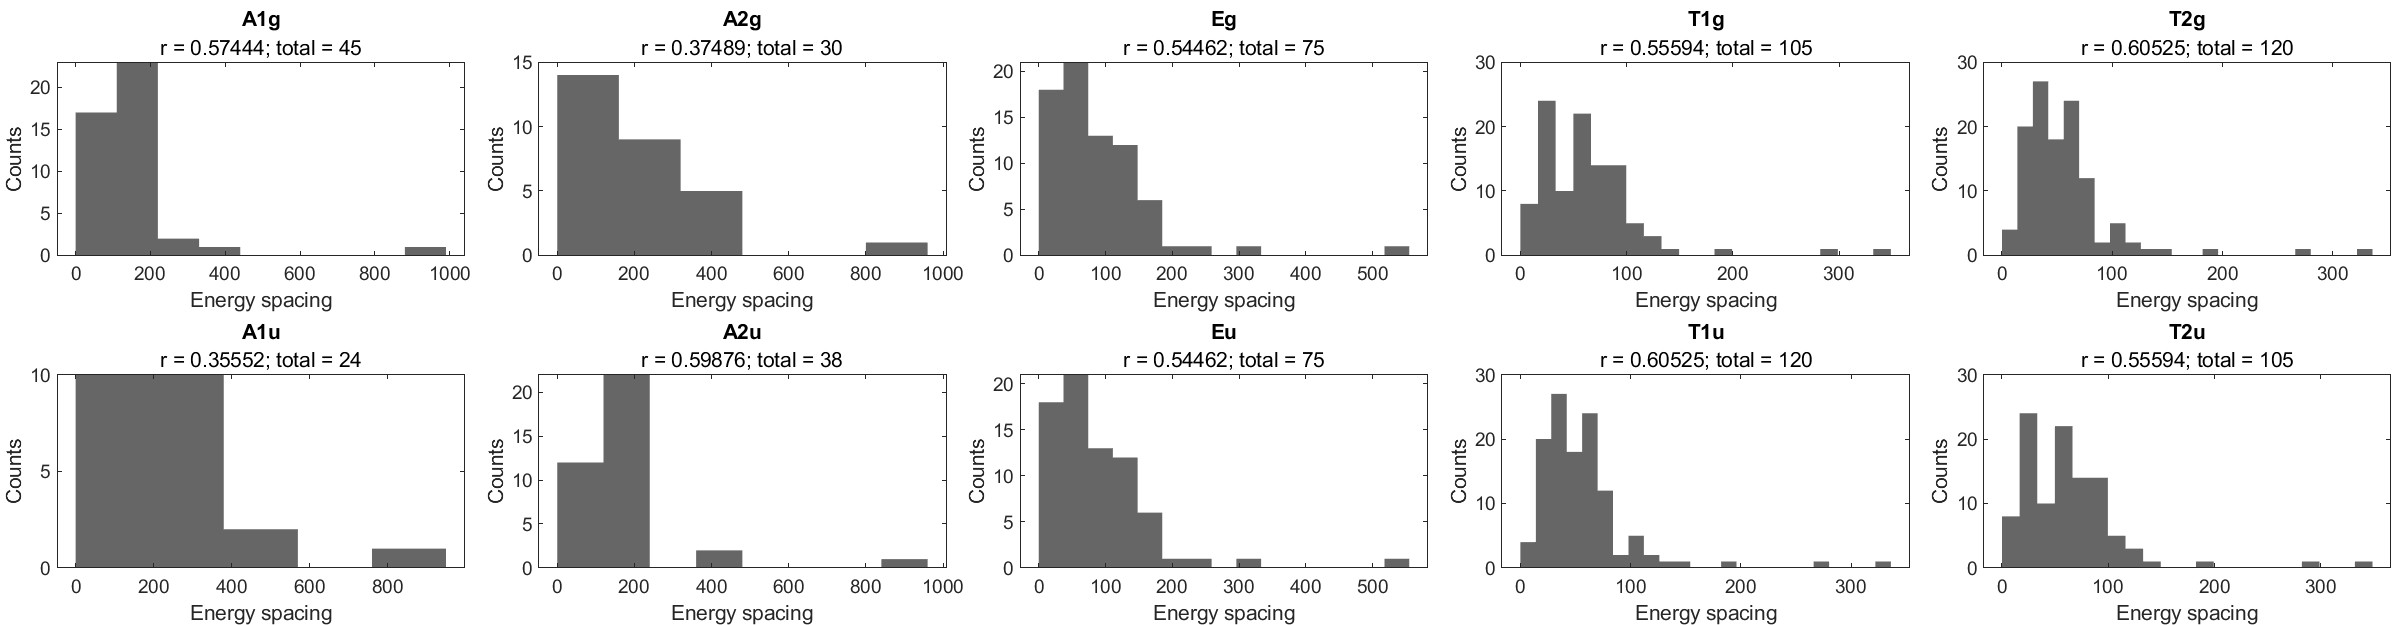 A1g
r = 0.57444; total = 45
20
15
10
5
0
Counts
0 200 400 600 800 1000
Energy spacing
A2g
r = 0.37489; total = 30
15
10
5
0
Counts
0 200 400 600 800 1000
Energy spacing
Eg
r = 0.54462; total = 75
20
15
10
5
0
Counts
0 100 200 300 400 500
Energy spacing
T1g
r = 0.55594; total = 105
30
20
10
0
Counts
0 100 200 300
Energy spacing
T2g
r = 0.60525; total = 120
30
20
10
0
Counts
0 100 200 300
Energy spacing
A1u
r = 0.35552; total = 24
10
5
0
Counts
0 200 400 600 800
Energy spacing
A2u
r = 0.59876; total = 38
20
15
10
5
0
Counts
0 200 400 600 800 1000
Energy spacing
Eu
r = 0.54462; total = 75
20
15
10
5
0
Counts
0 100 200 300 400 500
Energy spacing
T1u
r = 0.60525; total = 120
30
20
10
0
Counts
0 100 200 300
Energy spacing
T2u
r = 0.55594; total = 105
30
20
10
0
Counts
0 100 200 300
Energy spacing